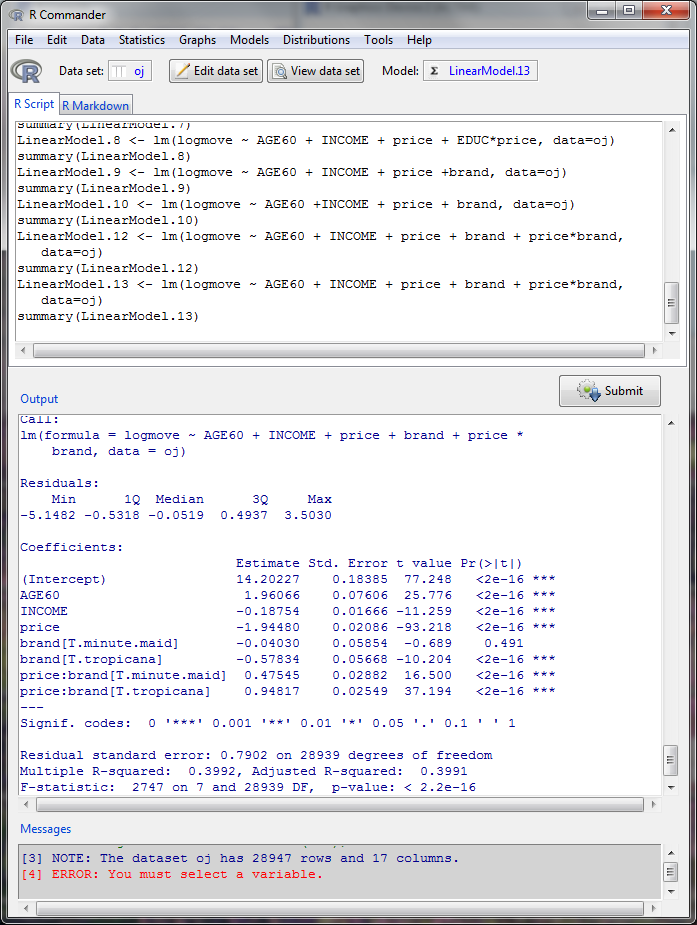 R Commander
File Edit Data Statistics Graphs Models Distributions Tools Help
R Data set: oj Edit data set View data set Model: Σ LinearModel.13
R Script R Markdown
summary(LinearModel.7)
LinearModel.8 <- lm(logmove ~ AGE60 + INCOME + price + EDUC*price, data=oj)
summary(LinearModel.8)
LinearModel.9 <- lm(logmove ~ AGE60 + INCOME + price +brand, data=oj)
summary(LinearModel.9)
LinearModel.10 <- lm(logmove ~ AGE60 +INCOME + price + brand, data=oj)
summary(LinearModel.10)
LinearModel.12 <- lm(logmove ~ AGE60 + INCOME + price + brand + price*brand,
data=oj)
summary(LinearModel.12)
LinearModel.13 <- lm(logmove ~ AGE60 + INCOME + price + brand + price*brand,
data=oj)
summary(LinearModel.13)
Output
Submit
Call:
lm(formula = logmove ~ AGE60 + INCOME + price + brand + price *
brand, data = oj)
Residuals:
Min 1Q Median 3Q Max
-5.1482 -0.5318 -0.0519 0.4937 3.5030
Coefficients:
Estimate Std. Error t value Pr(>|t|)
(Intercept) 14.20227 0.18385 77.248 <2e-16 ***
AGE60 1.96066 0.07606 25.776 <2e-16 ***
INCOME -0.18754 0.01666 -11.259 <2e-16 ***
price -1.94480 0.02086 -93.218 <2e-16 ***
brand[T.minute.maid] -0.04030 0.05854 -0.689 0.491
brand[T.tropicana] -0.57834 0.05668 -10.204 <2e-16 ***
price:brand[T.minute.maid] 0.47545 0.02882 16.500 <2e-16 ***
price:brand[T.tropicana] 0.94817 0.02549 37.194 <2e-16 ***
---
Signif. codes: 0 '***' 0.001 '**' 0.01 '*' 0.05 '.' 0.1 ' ' 1
Residual standard error: 0.7902 on 28939 degrees of freedom
Multiple R-squared: 0.3992, Adjusted R-squared: 0.3991
F-statistic: 2747 on 7 and 28939 DF, p-value: < 2.2e-16
Messages
[3] NOTE: The dataset oj has 28947 rows and 17 columns.
[4] ERROR: You must select a variable.